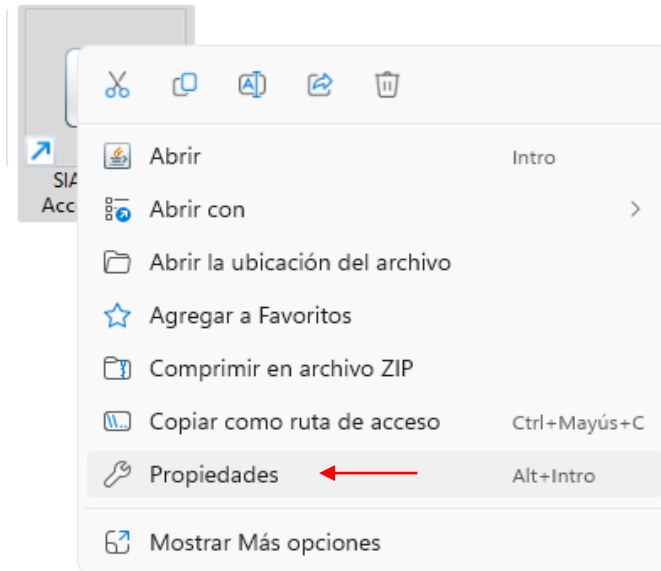 Abrir Intro
SIA
Acc
Abrir con
Abrir la ubicación del archivo
Agregar a Favoritos
Comprimir en archivo ZIP
Copiar como ruta de acceso Ctrl+Mayús+C
Propiedades Alt+Intro
Mostrar Más opciones